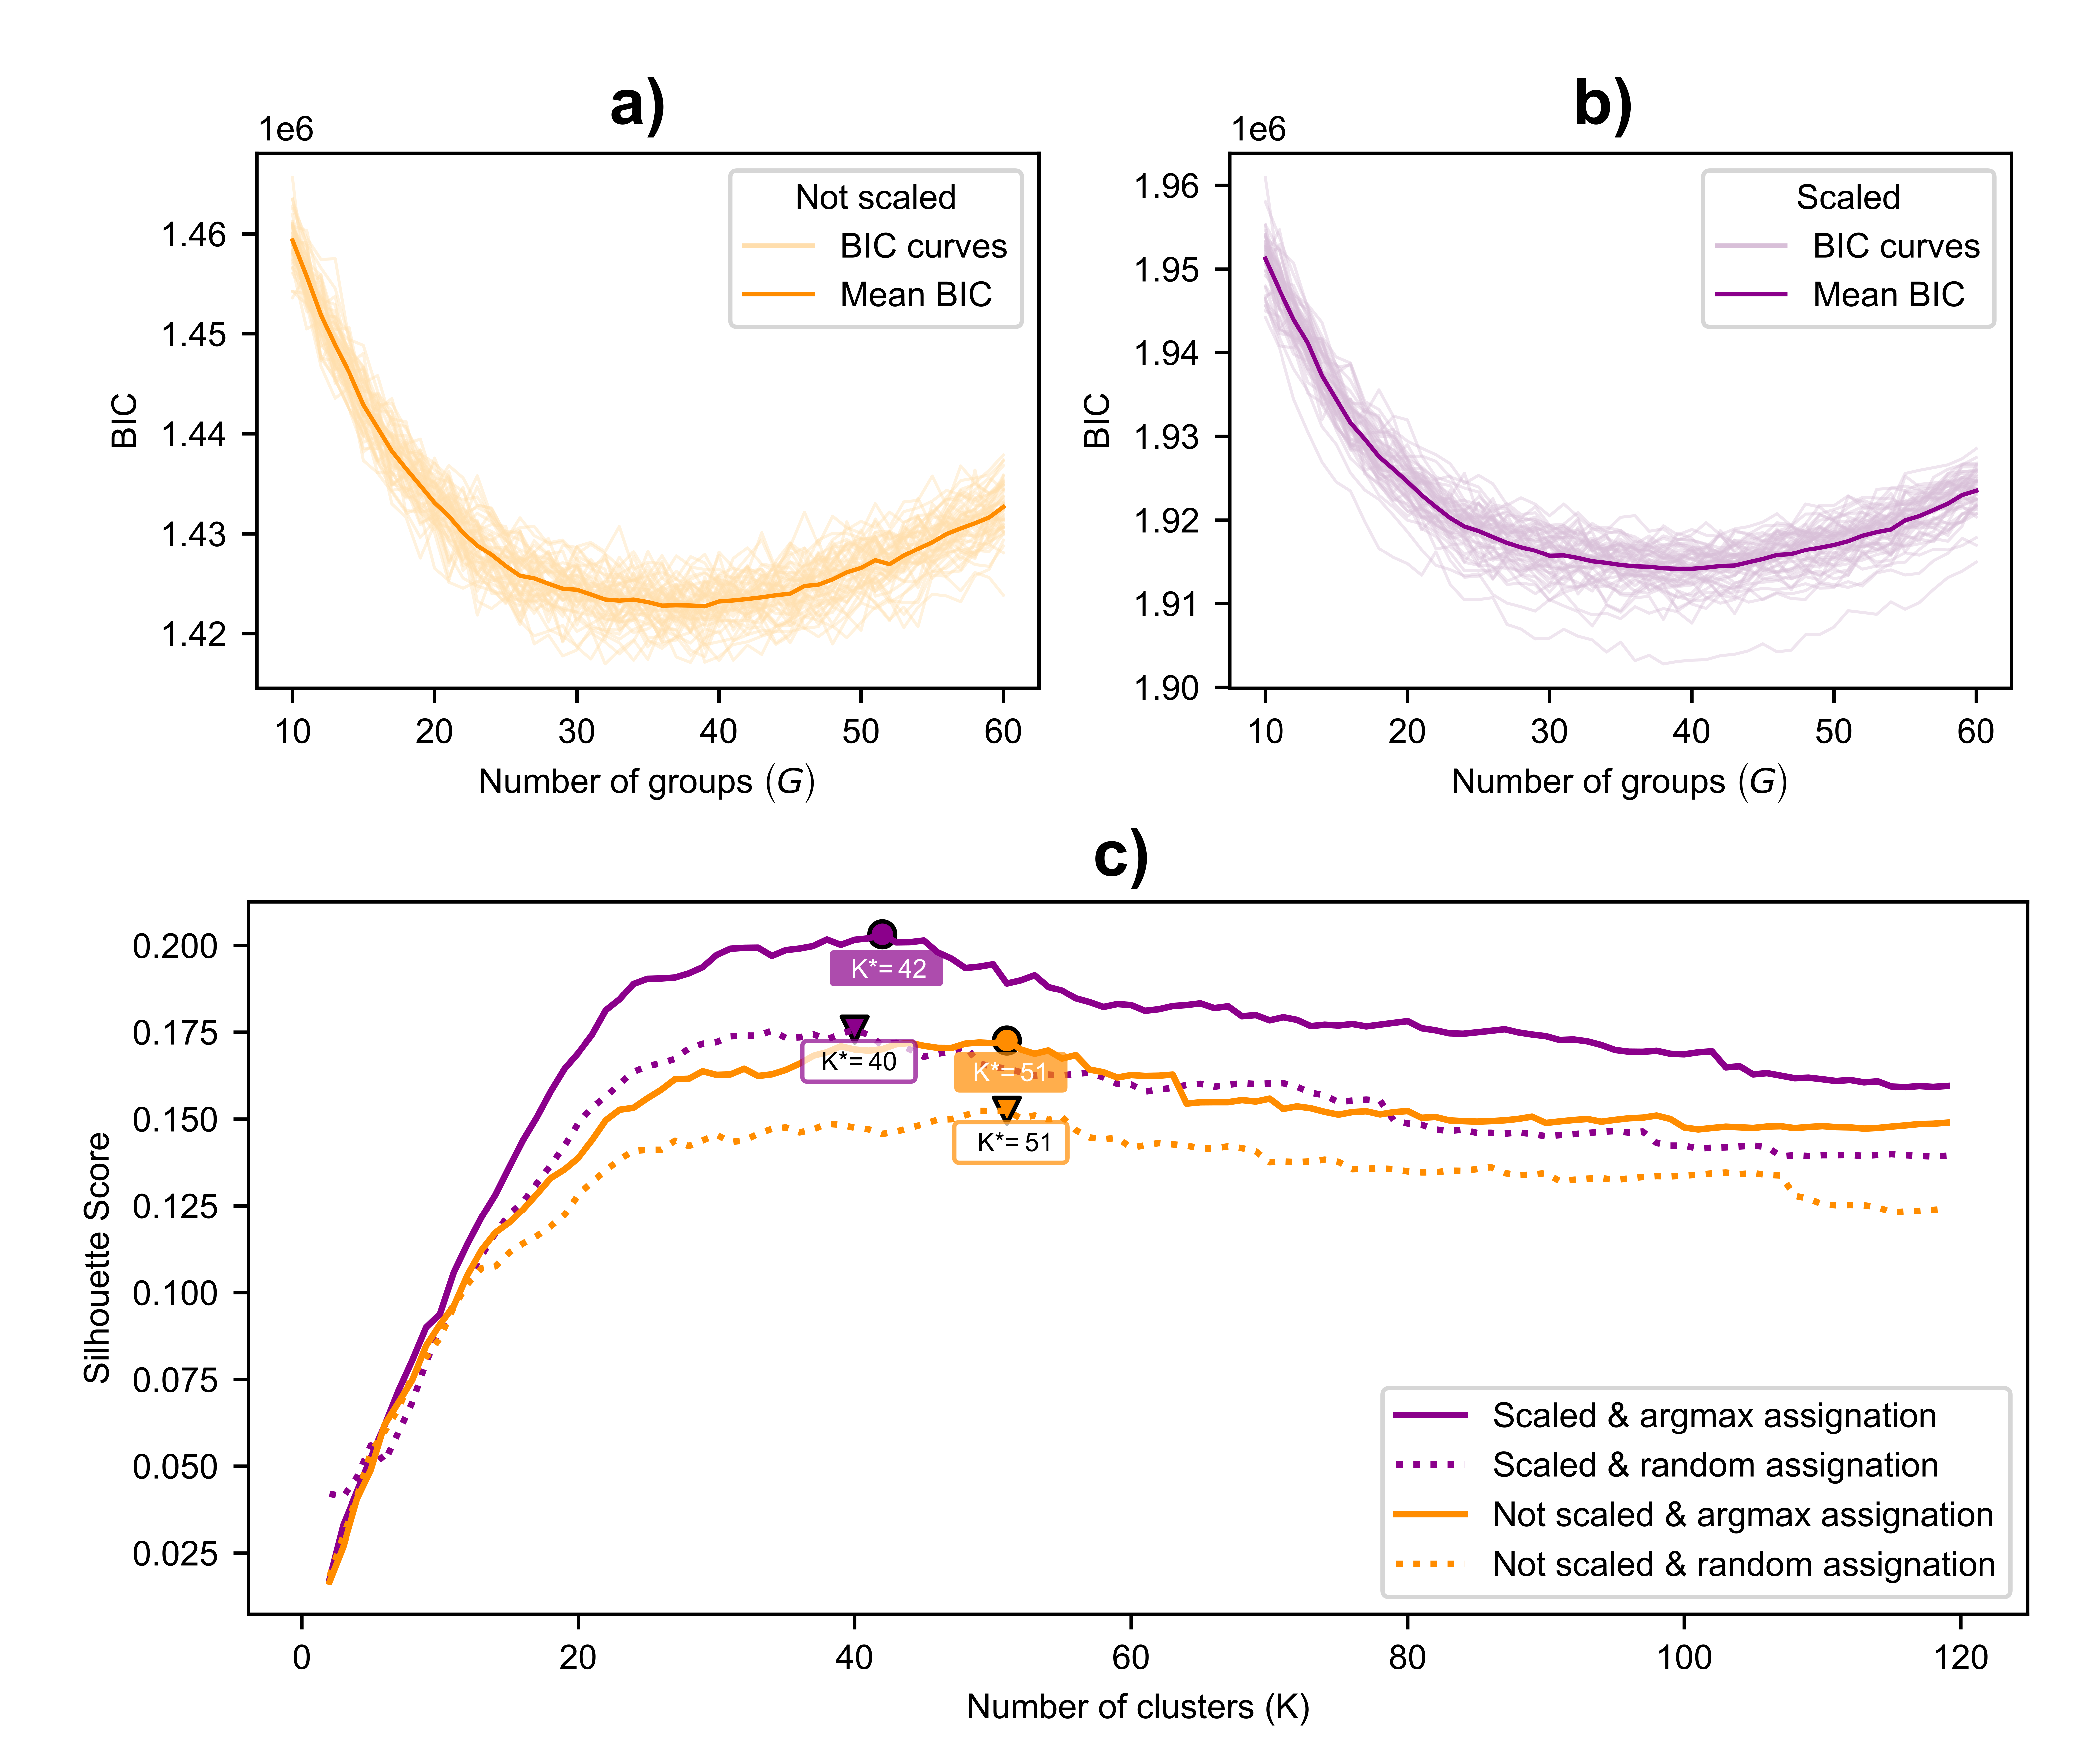 a)
1e6
Not scaled
BIC curves
Mean BIC
1.46
1.45
1.44
1.43
1.42
BIC
10 20 30 40 50 60
Number of groups (G)
b)
1e6
Scaled
BIC curves
Mean BIC
1.96
1.95
1.94
1.93
1.92
1.91
1.90
BIC
10 20 30 40 50 60
Number of groups (G)
c)
0.200
0.175
0.150
0.125
0.100
0.075
0.050
0.025
Silhouette Score
K*= 42
K*= 40
K*= 51
K*= 51
Scaled & argmax assignation
Scaled & random assignation
Not scaled & argmax assignation
Not scaled & random assignation
0 20 40 60 80 100 120
Number of clusters (K)